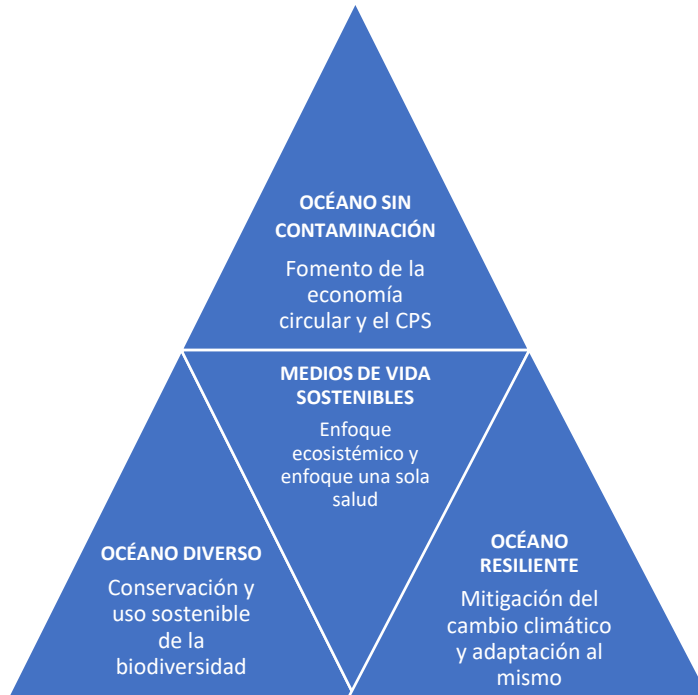 OCÉANO SIN
CONTAMINACIÓN
Fomento de la
economía
circular y el CPS
MEDIOS DE VIDA
SOSTENIBLES
Enfoque
ecosistémico y
enfoque una sola
salud
OCÉANO DIVERSO
Conservación y
uso sostenible
de la
biodiversidad
OCÉANO
RESILIENTE
Mitigación del
cambio climático
y adaptación al
mismo